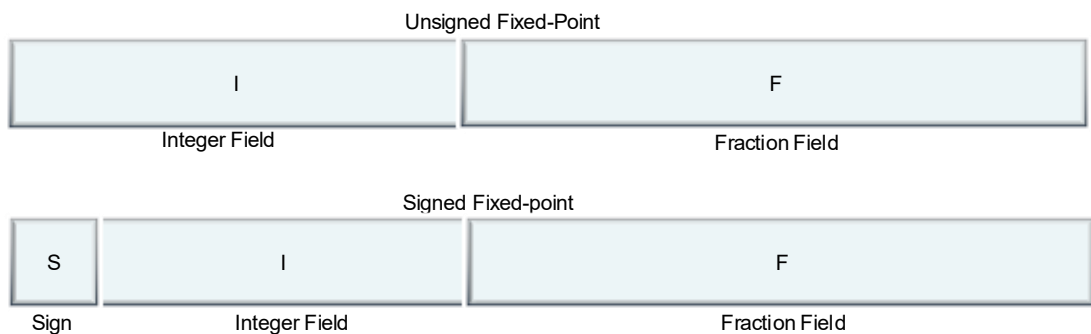 Unsigned Fixed-Point
I F
Integer Field Fraction Field
Signed Fixed-point
S I F
Sign Integer Field Fraction Field